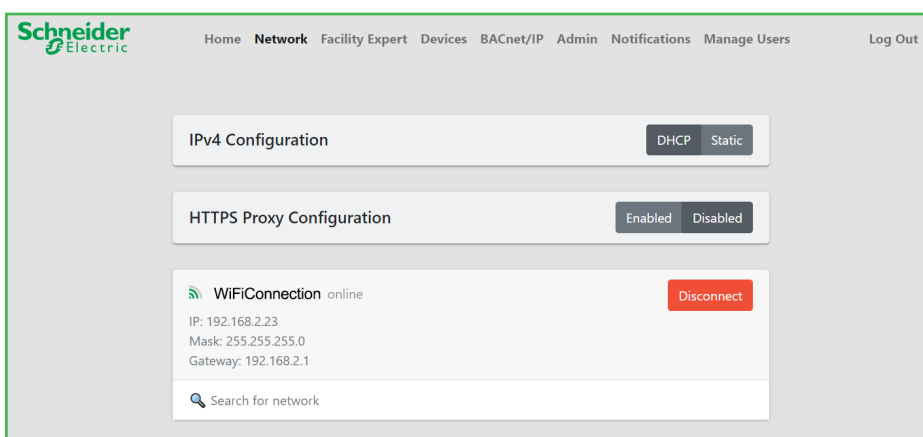 Schneider
Electric
Home Network Facility Expert Devices BACnet/IP Admin Notifications Manage Users Log Out
IPv4 Configuration DHCP Static
HTTPS Proxy Configuration Enabled Disabled
WiFiConnection online Disconnect
IP: 192.168.2.23
Mask: 255.255.255.0
Gateway: 192.168.2.1
Search for network